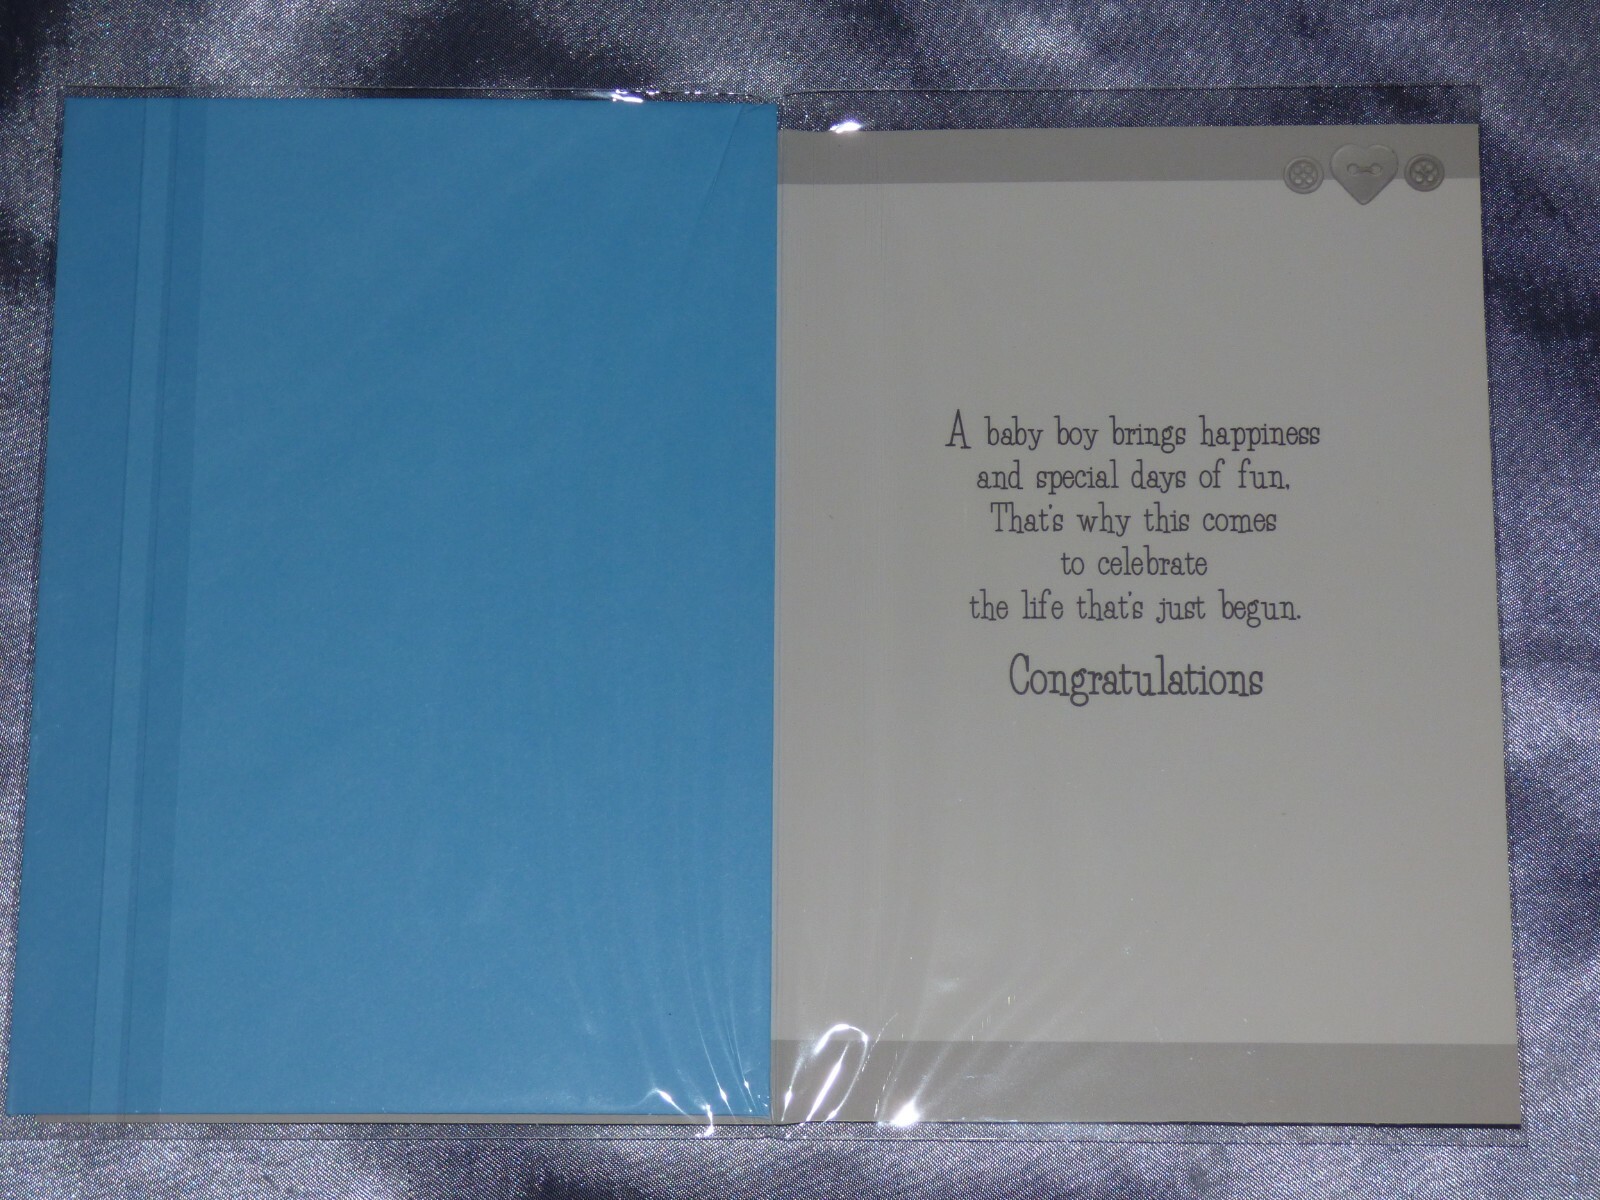 A baby boy brings happiness
and special days of fun,
That's why this comes
to celebrate
the life that's just begun.
Congratulations